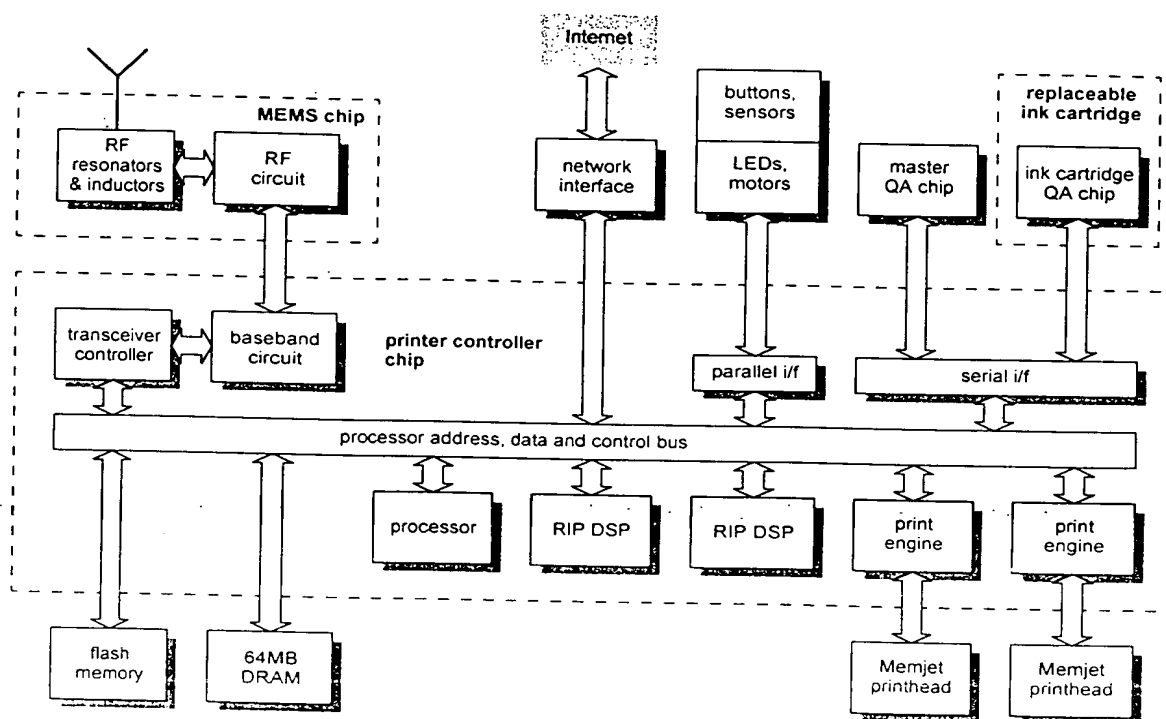 Internet
MEMS chip
RF
resonators
& inductors
RF
circuit
network
interface
buttons,
sensors
LEDs,
motors
master
QA chip
replaceable
ink cartridge
ink cartridge
QA chip
transceiver
controller
baseband
circuit
printer controller
chip
parallel i/f
serial i/f
processor address, data and control bus
processor
RIP DSP
RIP DSP
print
engine
print
engine
flash
memory
64MB
DRAM
Memjet
printhead
Memjet
printhead